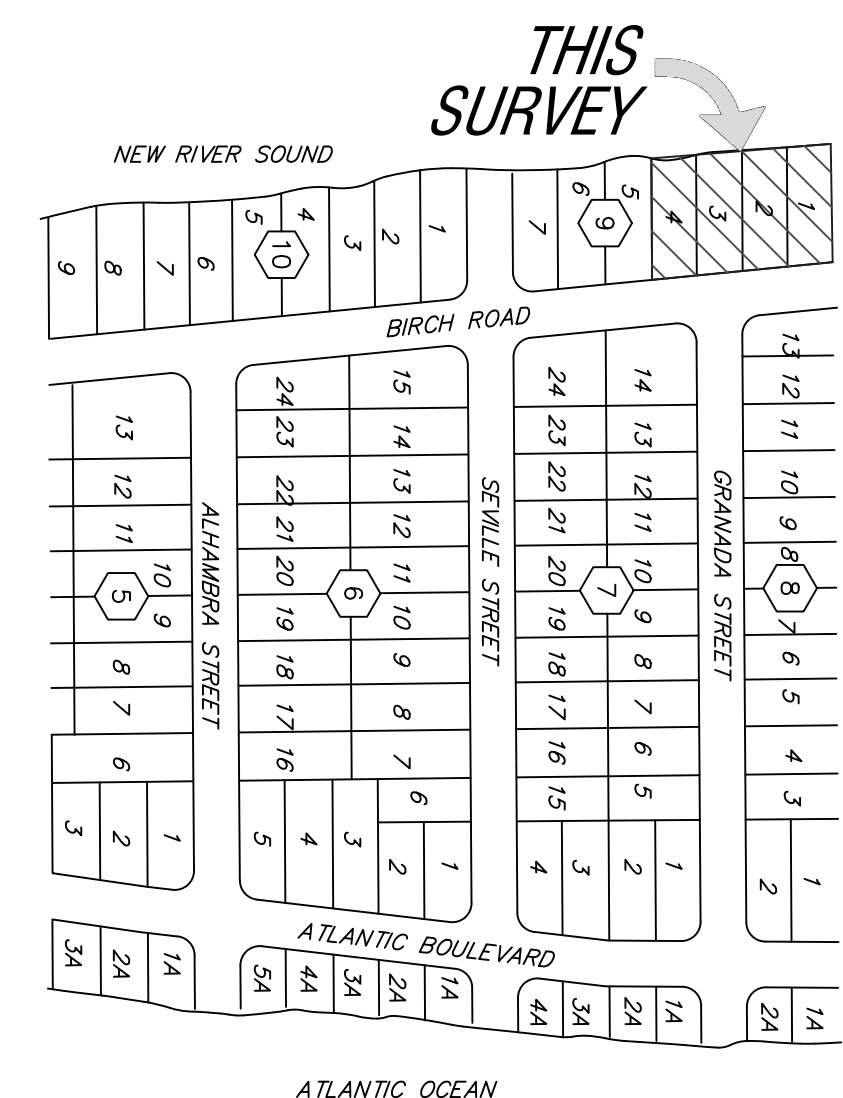 THIS
SURVEY
NEW RIVER SOUND
9 8 7 6 5 4 3 2 1
10
7 6 5 4 3 2 1
9
BIRCH ROAD
13
12
11
10
9
8
7
6
5
3 2 1
24 15
23 14
22 13
21 12
20 11
19 10
18 9
17 8
16 7
6
6
5 4 3 2 1
24 14
23 13
22 12
21 11
20 10
19 9
18 8
17 7
16 6
15 5
7
4 3 2 1
13
12
11
10
9
8
7
6
5
4
3
8
2 1
ALHAMBRA STREET
SEVILLE STREET
GRANADA STREET
ATLANTIC BOULEVARD
3A 2A 1A
5A 4A 3A 2A 1A
4A 3A 2A 1A
2A 1A
ATLANTIC OCEAN